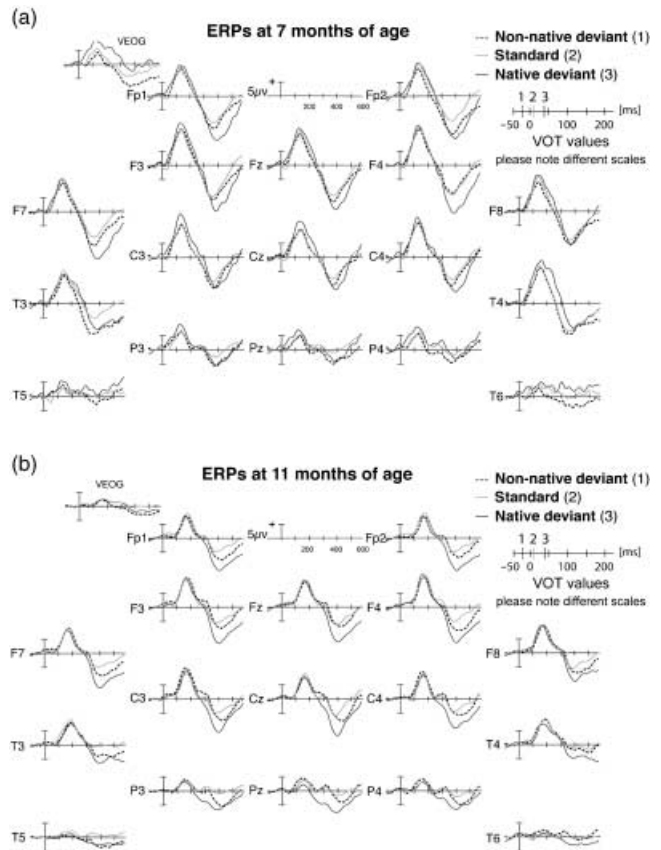 (a)
ERPs at 7 months of age
VEOG
Non-native deviant (1)
Standard (2)
Native deviant (3)
Fp1
5μv
+
200 400 600
Fp2
1 2 3
[ms]
-50 0 100 200
VOT values
please note different scales
F3
Fz
F4
F7
F8
C3
Cz
C4
T3
T4
P3
Pz
P4
T5
T6
(b)
ERPs at 11 months of age
VEOG
Non-native deviant (1)
Standard (2)
Native deviant (3)
Fp1
5μv
+
200 400 600
Fp2
1 2 3
[ms]
-50 0 100 200
VOT values
please note different scales
F3
Fz
F4
F7
F8
C3
Cz
C4
T3
T4
P3
Pz
P4
T5
T6